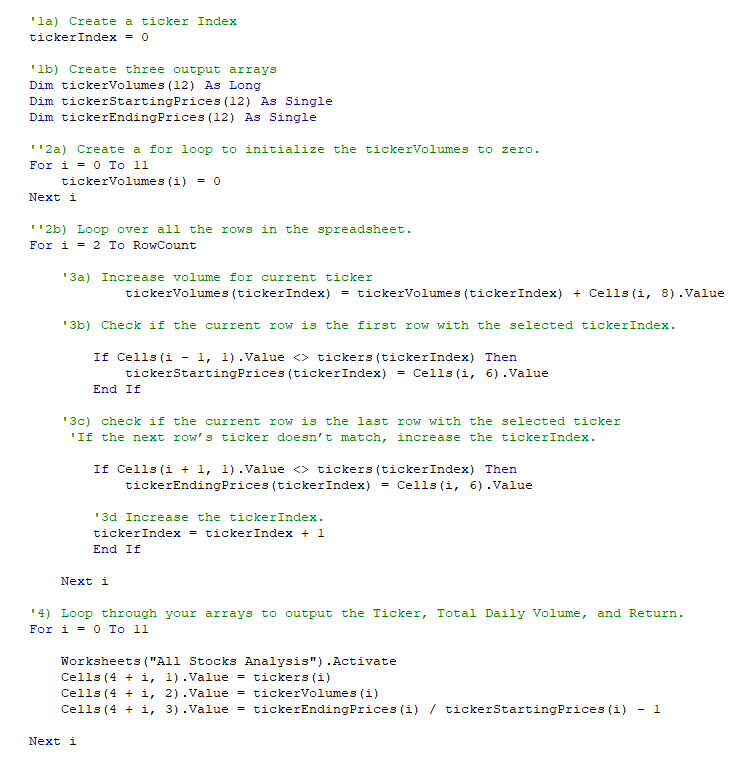 '1a) Create a ticker Index
tickerIndex = 0
'1b) Create three output arrays
Dim tickerVolumes(12) As Long
Dim tickerStartingPrices(12) As Single
Dim tickerEndingPrices(12) As Single
''2a) Create a for loop to initialize the tickerVolumes to zero.
For i = 0 To 11
tickerVolumes(i) = 0
Next i
''2b) Loop over all the rows in the spreadsheet.
For i = 2 To RowCount
'3a) Increase volume for current ticker
tickerVolumes(tickerIndex) = tickerVolumes(tickerIndex) + Cells(i, 8).Value
'3b) Check if the current row is the first row with the selected tickerIndex.
If Cells(i - 1, 1).Value <> tickers(tickerIndex) Then
tickerStartingPrices(tickerIndex) = Cells(i, 6).Value
End If
'3c) check if the current row is the last row with the selected ticker
'If the next row’s ticker doesn’t match, increase the tickerIndex.
If Cells(i + 1, 1).Value <> tickers(tickerIndex) Then
tickerEndingPrices(tickerIndex) = Cells(i, 6).Value
'3d Increase the tickerIndex.
tickerIndex = tickerIndex + 1
End If
Next i
'4) Loop through your arrays to output the Ticker, Total Daily Volume, and Return.
For i = 0 To 11
Worksheets("All Stocks Analysis").Activate
Cells(4 + i, 1).Value = tickers(i)
Cells(4 + i, 2).Value = tickerVolumes(i)
Cells(4 + i, 3).Value = tickerEndingPrices(i) / tickerStartingPrices(i) - 1
Next i